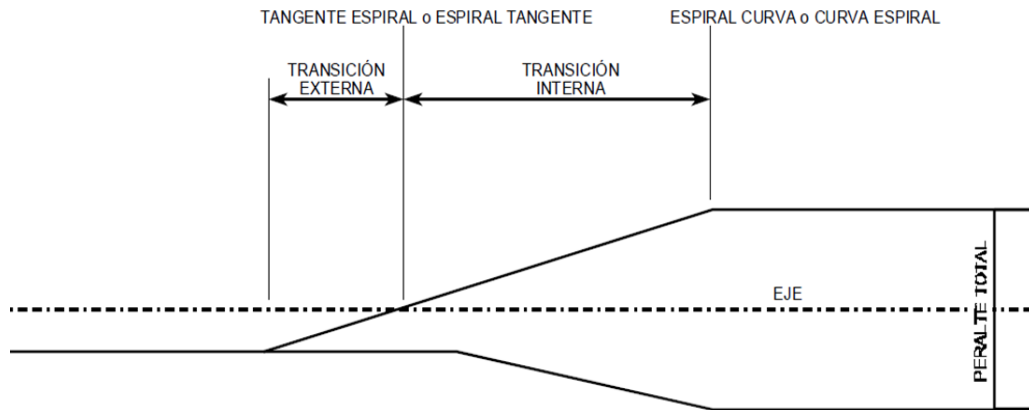 TANGENTE ESPIRAL o ESPIRAL TANGENTE
ESPIRAL CURVA o CURVA ESPIRAL
TRANSICIÓN
EXTERNA
TRANSICIÓN
INTERNA
EJE
PERALTE TOTAL